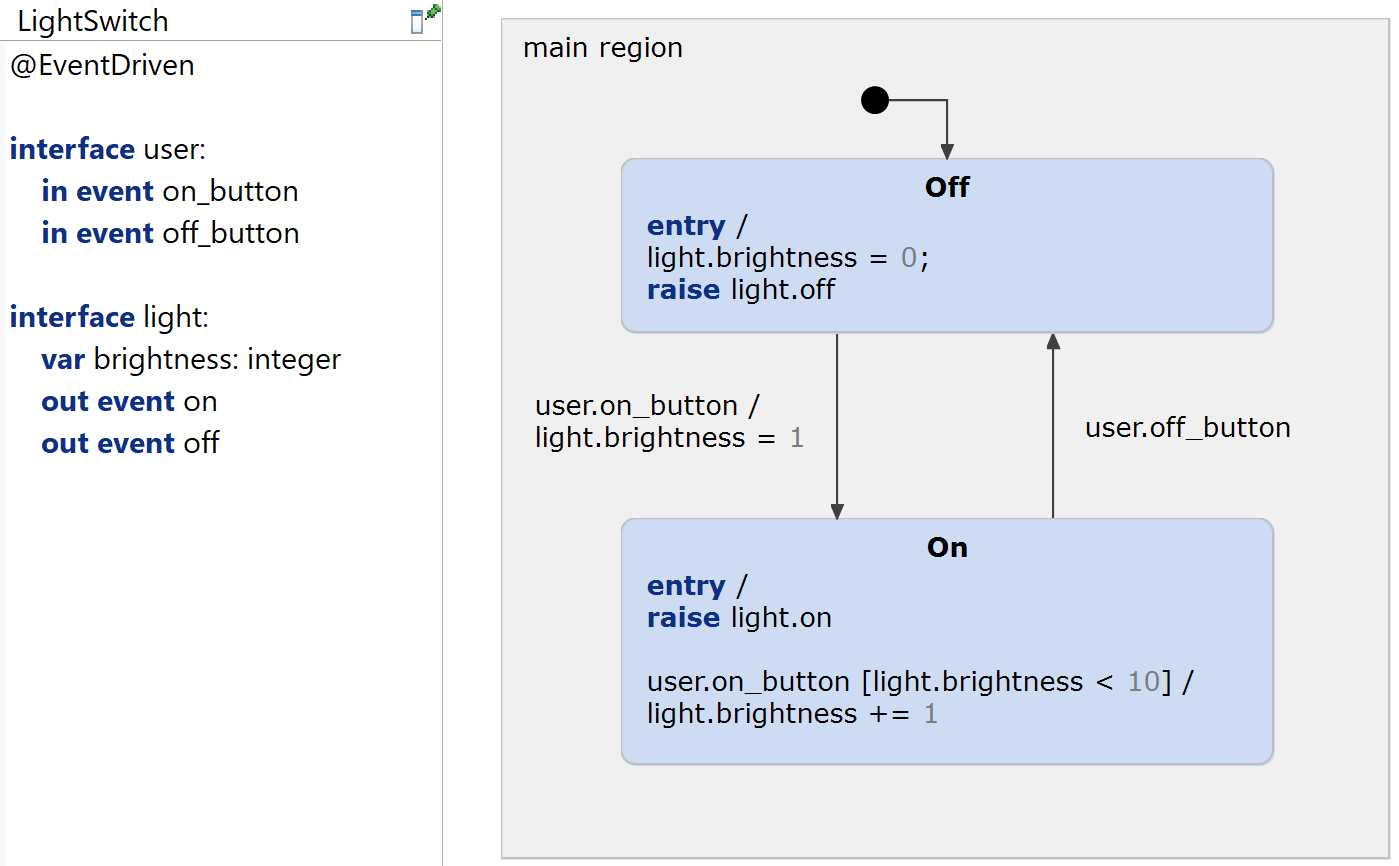 LightSwitch
@EventDriven
interface user:
in event on_button
in event off_button
interface light:
var brightness: integer
out event on
out event off
main region
Off
entry /
light.brightness = 0;
raise light.off
user.on_button /
light.brightness = 1
user.off_button
On
entry /
raise light.on
user.on_button [light.brightness < 10] /
light.brightness += 1